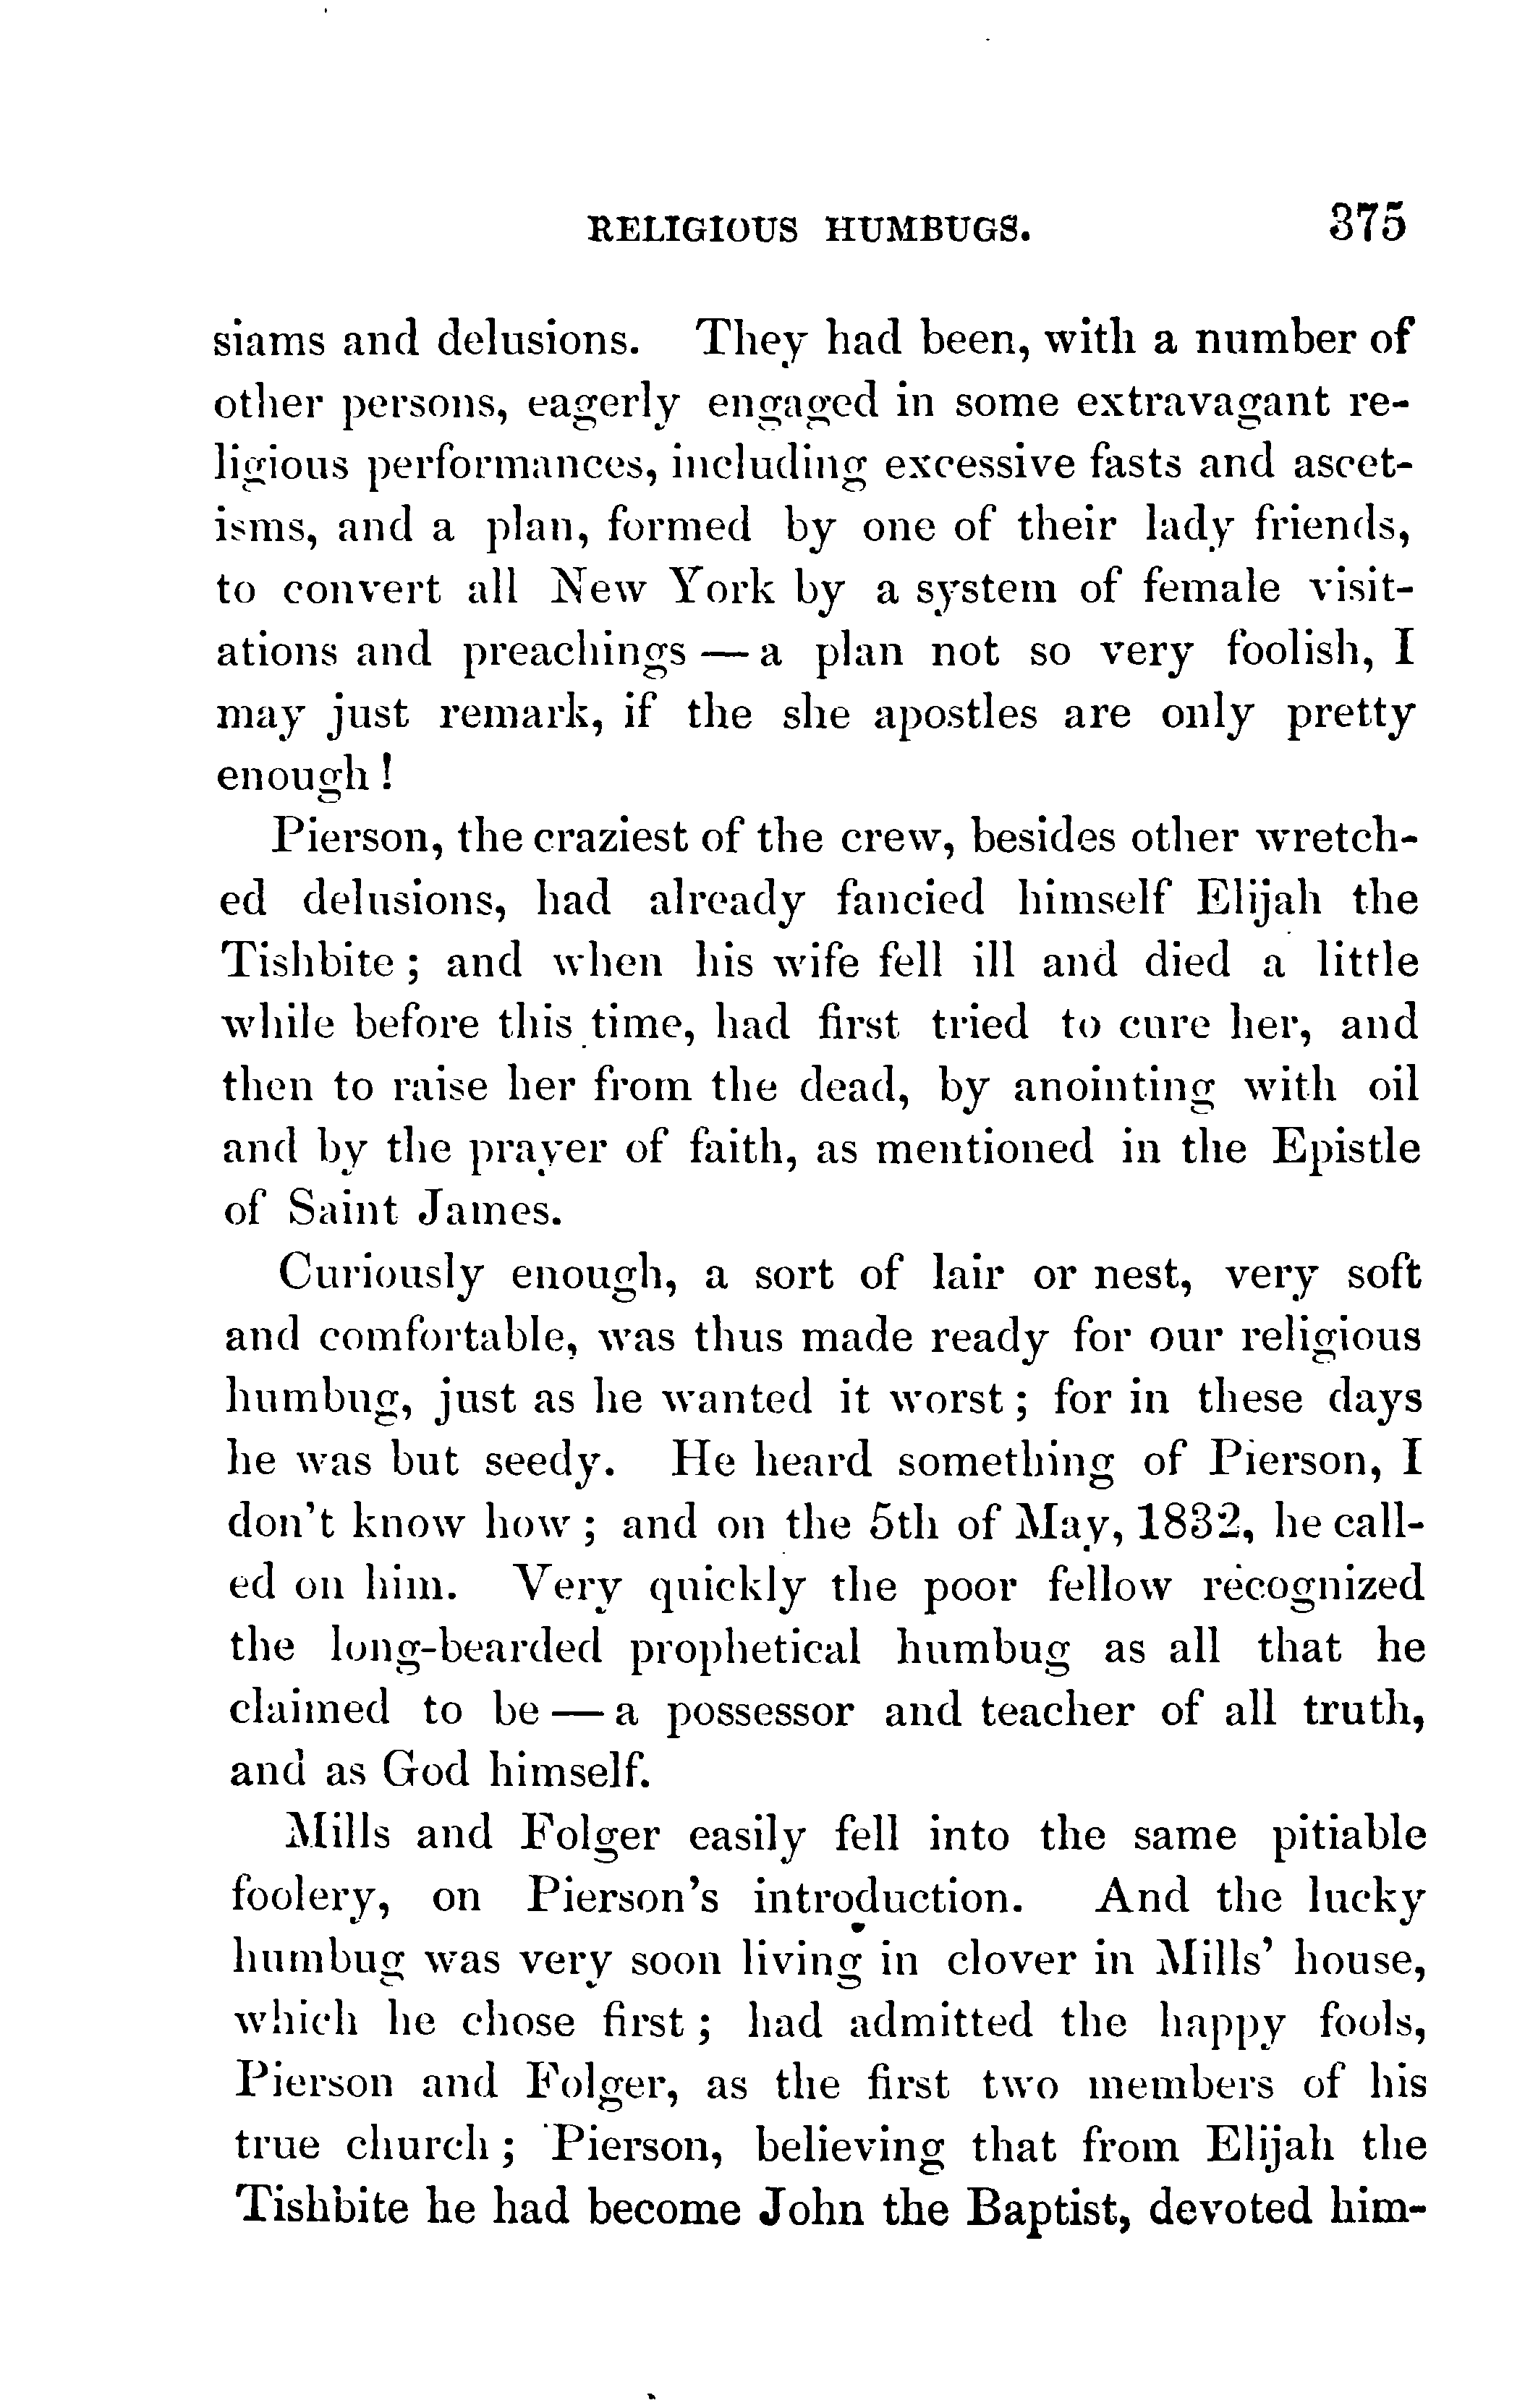 RELIGIOUS HUMBUGS. 375
siams and delusions. They had been, with a number of
other persons, eagerly engaged in some extravagant re-
ligious performances, including excessive fasts and ascet-
isms, and a plan, formed by one of their lady friends,
to convert all New York by a system of female visit-
ations and preachings — a plan not so very foolish, I
may just remark, if the she apostles are only pretty
enough!
Pierson, the craziest of the crew, besides other wretch-
ed delusions, had already fancied himself Elijah the
Tishbite; and when his wife fell ill and died a little
while before this time, had first tried to cure her, and
then to raise her from the dead, by anointing with oil
and by the prayer of faith, as mentioned in the Epistle
of Saint James.
Curiously enough, a sort of lair or nest, very soft
and comfortable, was thus made ready for our religious
humbug, just as he wanted it worst; for in these days
he was but seedy. He heard something of Pierson, I
don't know how; and on the 5th of May, 1832, he call-
ed on him. Very quickly the poor fellow recognized
the long-bearded prophetical humbug as all that he
claimed to be — a possessor and teacher of all truth,
and as God himself.
Mills and Folger easily fell into the same pitiable
foolery, on Pierson's introduction. And the lucky
humbug was very soon living in clover in Mills' house,
which he chose first; had admitted the happy fools,
Pierson and Folger, as the first two members of his
true church; Pierson, believing that from Elijah the
Tishbite he had become John the Baptist, devoted him-